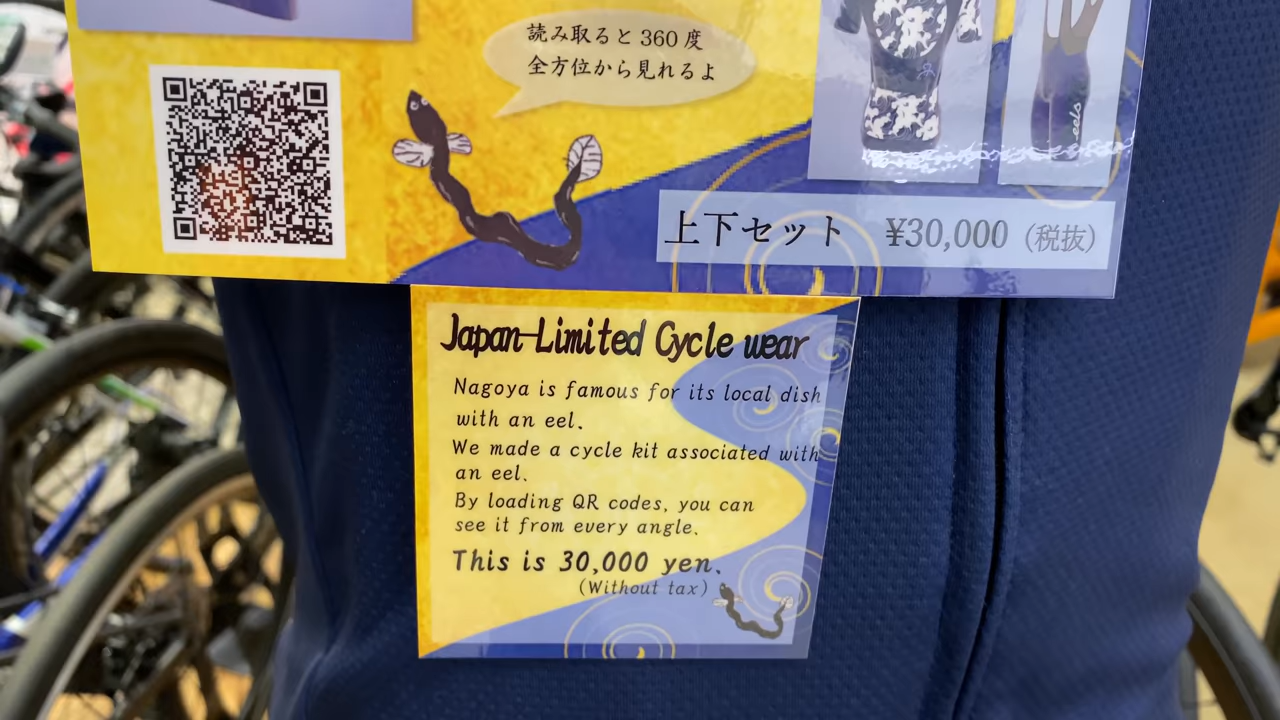 読み取ると 360 度
全方位から見れるよ
eels
上下セット ¥30,000 (税抜)
Japan-Limited Cycle wear
Nagoya is famous for its local dish
with an eel.
We made a cycle kit associated with
an eel.
By loading QR codes, you can
see it from every angle.
This is 30,000 yen.
(Without tax)